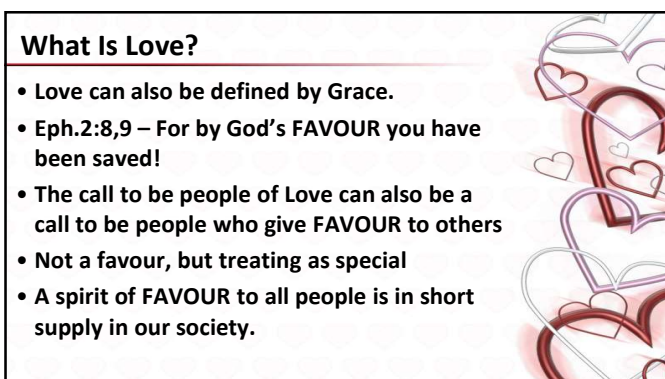 What Is Love?
• Love can also be defined by Grace.
• Eph.2:8,9 – For by God's FAVOUR you have
been saved!
• The call to be people of Love can also be a
call to be people who give FAVOUR to others
• Not a favour, but treating as special
• A spirit of FAVOUR to all people is in short
supply in our society.